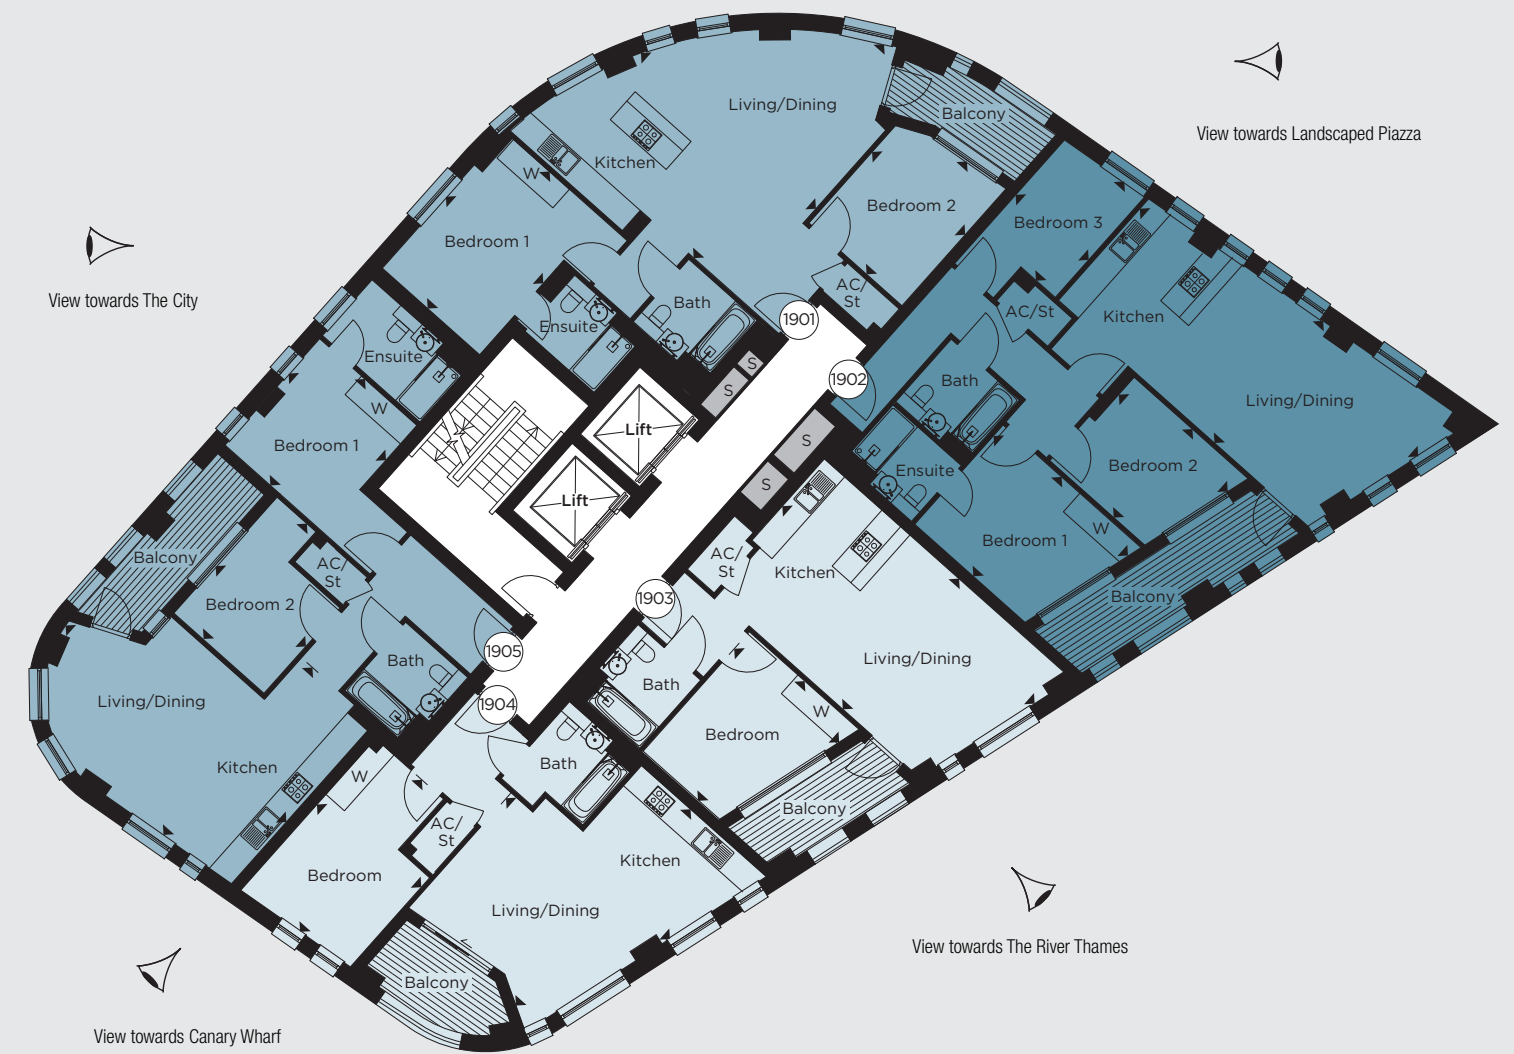 View towards Landscaped Piazza
View towards The City
View towards The River Thames
View towards Canary Wharf
Living/Dining
Balcony
Kitchen
W
Bedroom 2
Bedroom 1
AC/
St
Bath
Ensuite
1901
S
S
1902
Bedroom 3
AC/St
Kitchen
Living/Dining
Bath
Bedroom 2
Ensuite
W
Bedroom 1
Balcony
Lift
Lift
S
S
Ensuite
W
Bedroom 1
Balcony
AC/
St
Bedroom 2
Bath
1905
Living/Dining
Kitchen
AC/
St
Kitchen
1903
Living/Dining
Bath
W
Bedroom
Balcony
1904
Bath
W
AC/
St
Kitchen
Bedroom
Living/Dining
Balcony